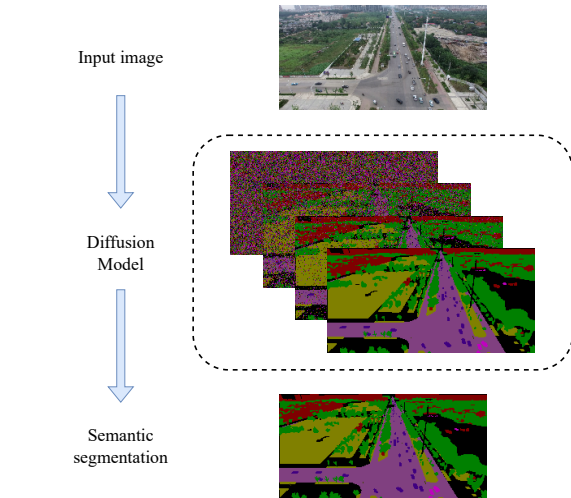 Input image
Diffusion
Model
Semantic
segmentation